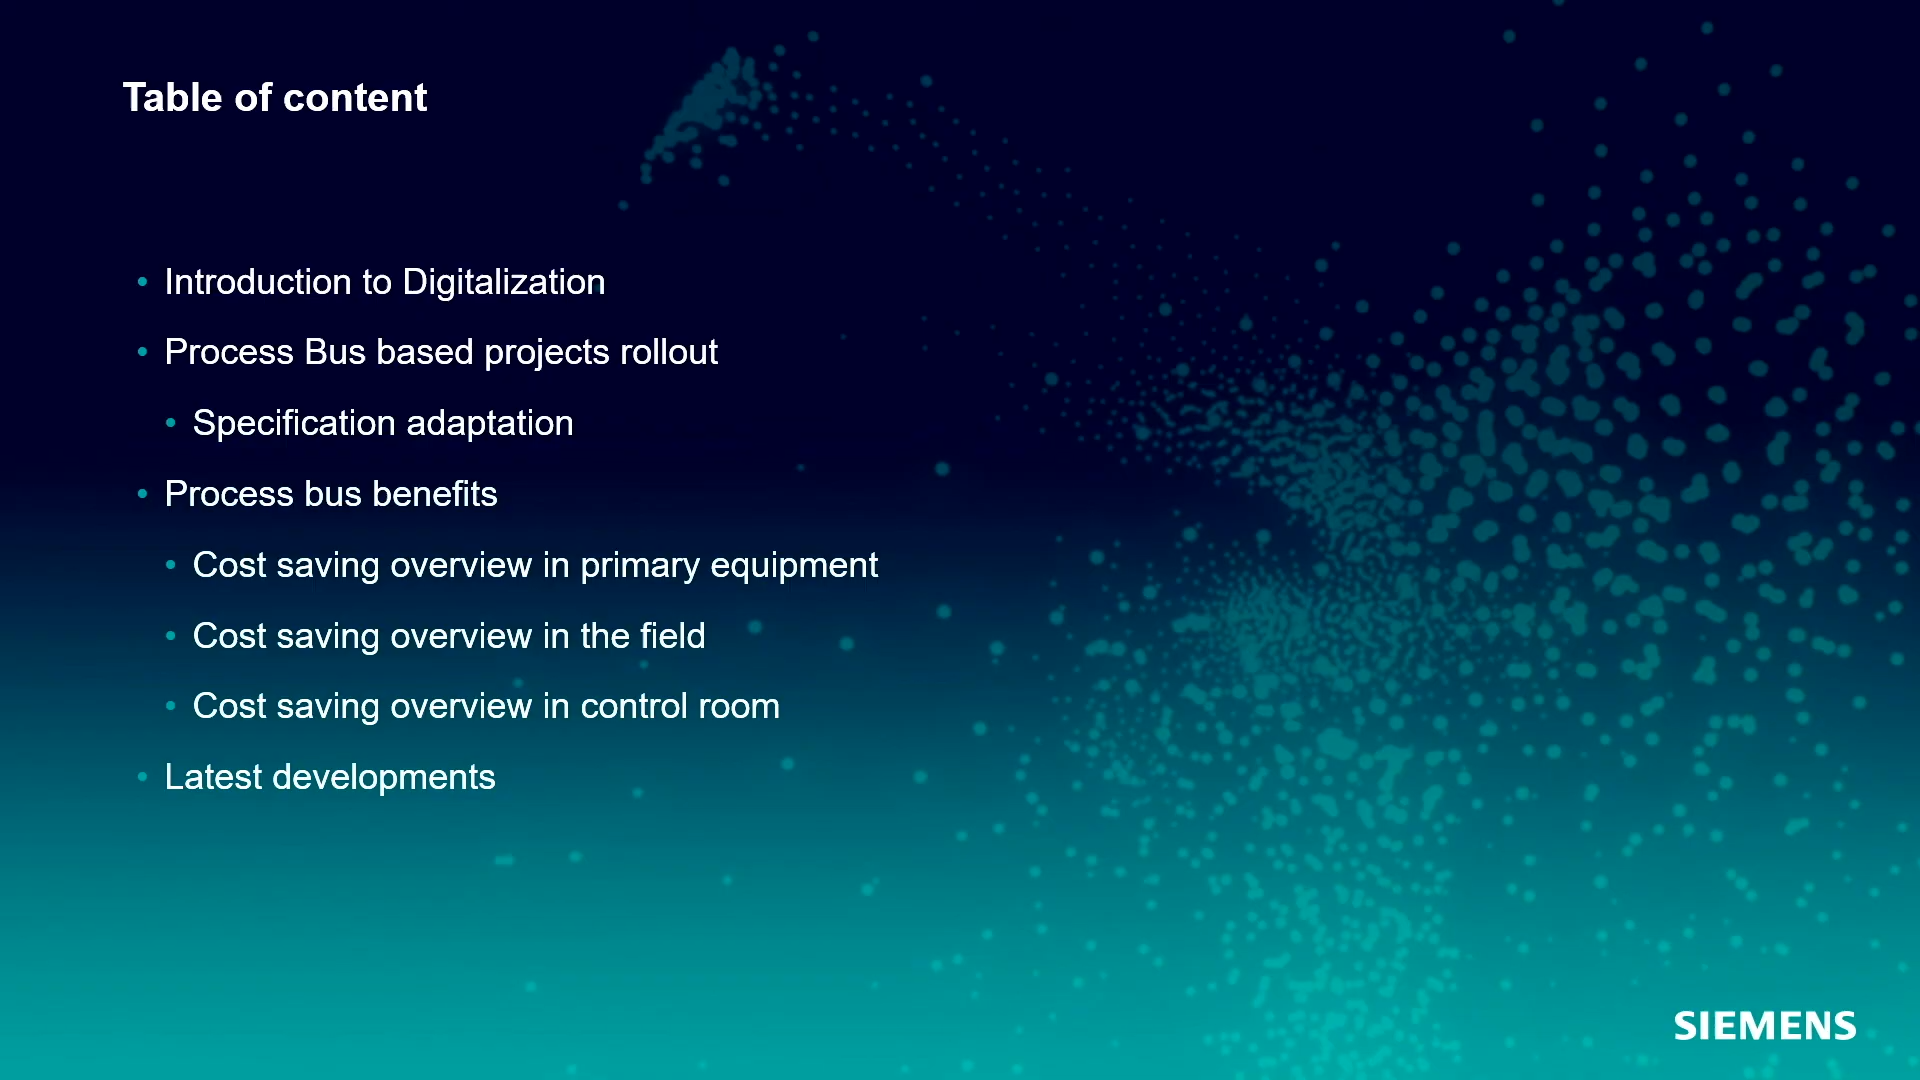 Table of content
• Introduction to Digitalization
• Process Bus based projects rollout
• Specification adaptation
• Process bus benefits
• Cost saving overview in primary equipment
• Cost saving overview in the field
• Cost saving overview in control room
• Latest developments
SIEMENS